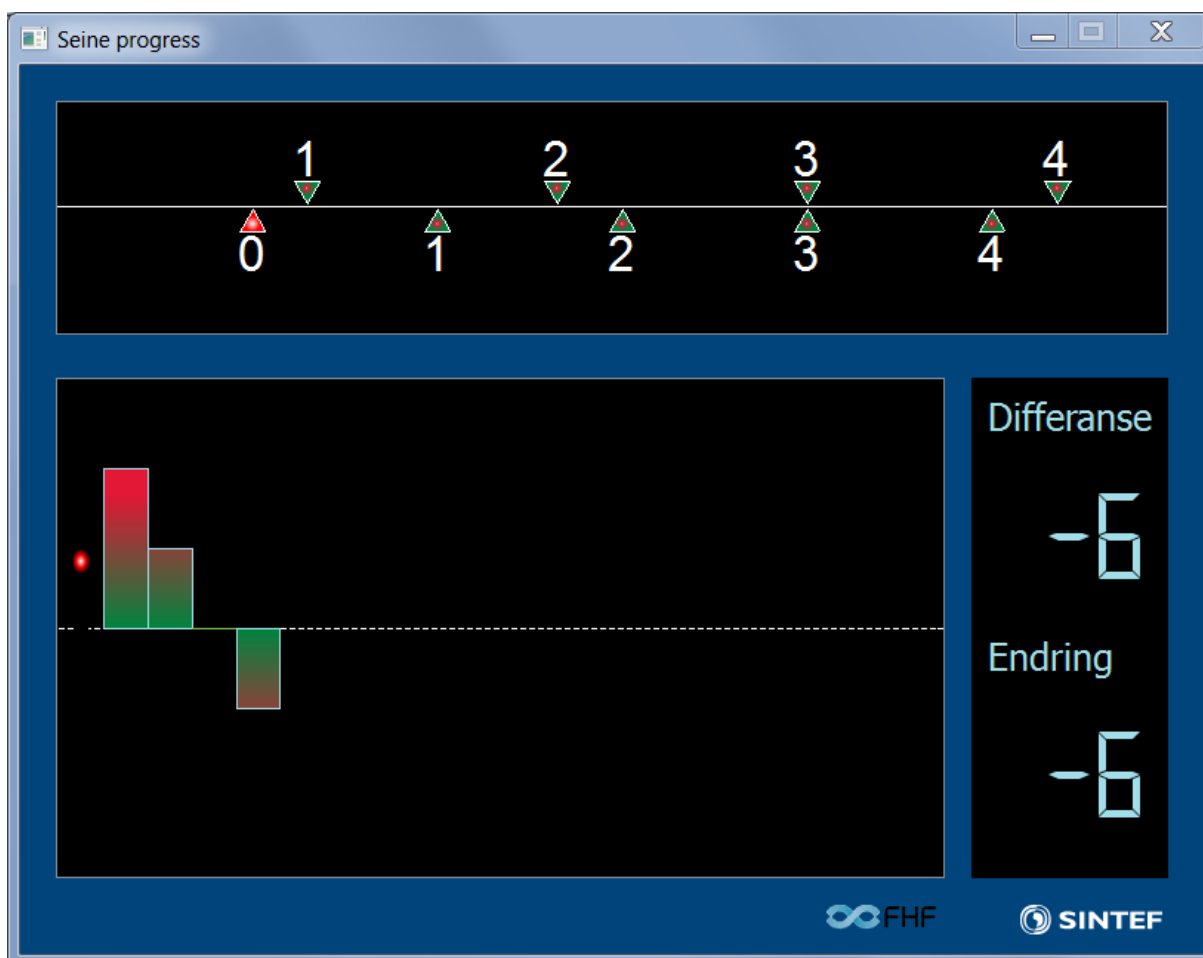 Seine progress
1 2 3 4
0 1 2 3 4
Differanse
-6
Endring
-6
FHF
SINTEF